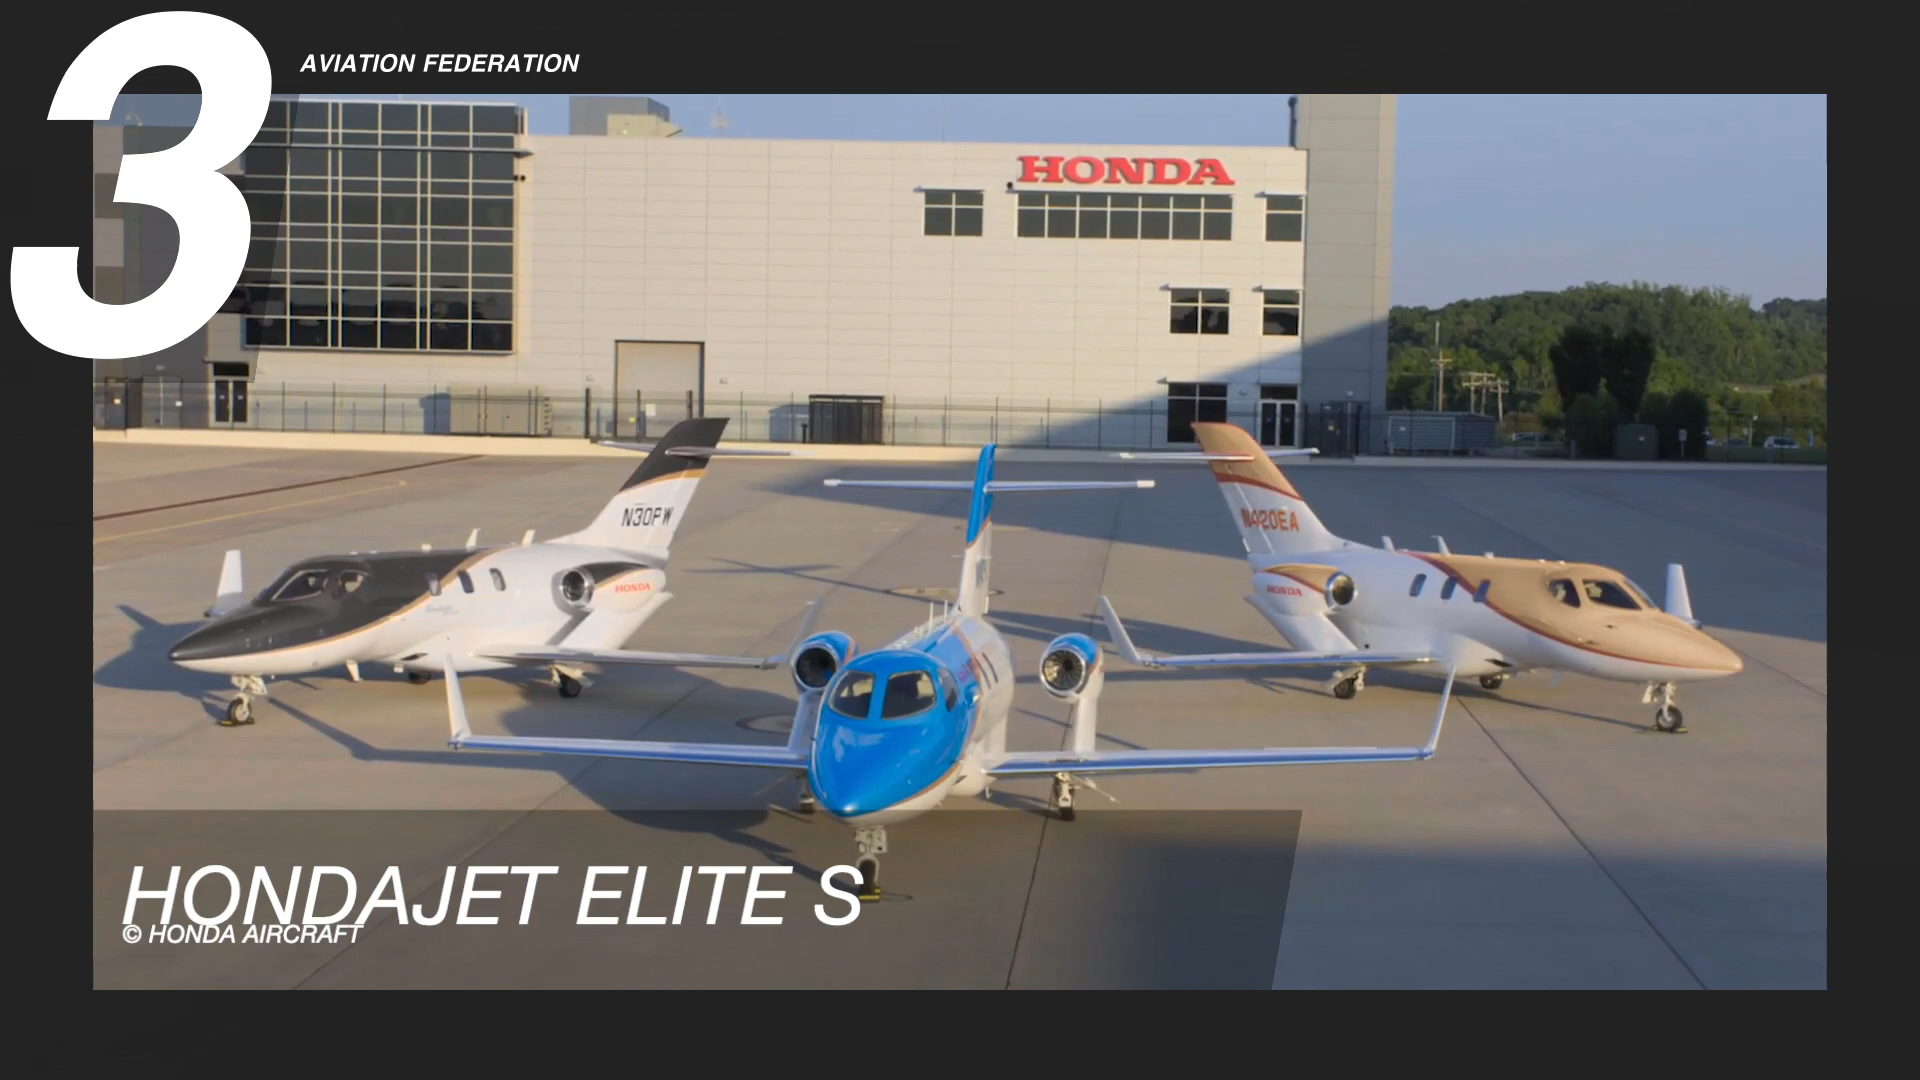 3
AVIATION FEDERATION
HONDA
N30PW
N420EA
HONDA
HONDA
HONDAJET ELITE S
© HONDA AIRCRAFT